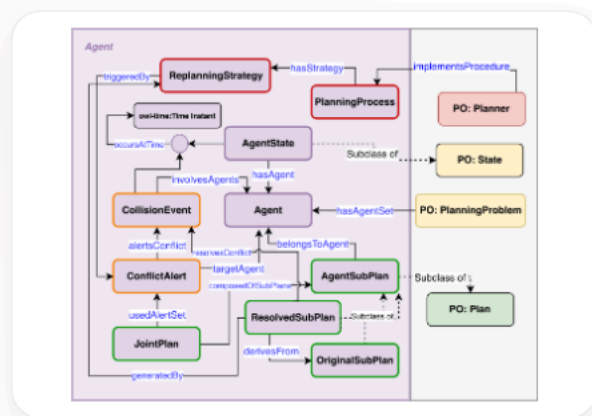 Agent
ReplanningStrategy
hasStrategy
implementsProcedure
triggeredBy
PlanningProcess
PO: Planner
owl-time:Time Instant
occursAtTime
AgentState
Subclass of
PO: State
involvesAgents
hasAgent
CollisionEvent
Agent
hasAgentSet
PO: PlanningProblem
alertsConflict
resolvesConflict
belongsToAgent
ConflictAlert
targetAgent
AgentSubPlan
Subclass of
composedOfSubPlans
usedAlertSet
ResolvedSubPlan
Subclass of
PO: Plan
JointPlan
derivesFrom
OriginalSubPlan
generatedBy